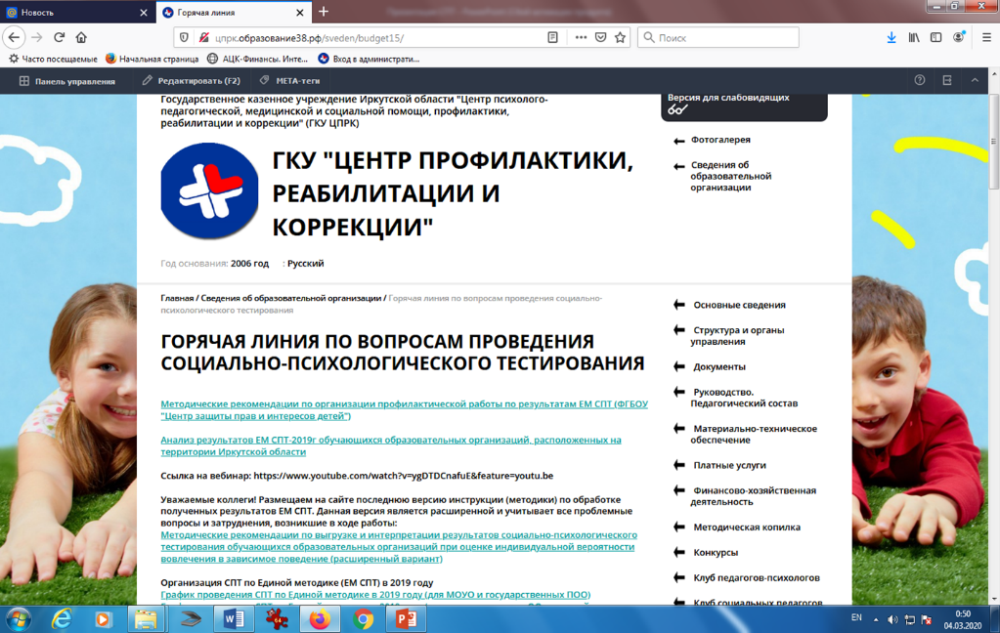 Новость
Горячая линия
цпрк.образование38.рф/sveden/budget15/
Поиск
Часто посещаемые
Начальная страница
АЦК-Финансы. Инте...
Вход в администрати...
Панель управления
Редактировать (F2)
META-теги
Государственное казенное учреждение Иркутской области "Центр психолого-
педагогической, медицинской и социальной помощи, профилактики,
реабилитации и коррекции" (ГКУ ЦПРК)
ГКУ "ЦЕНТР ПРОФИЛАКТИКИ,
РЕАБИЛИТАЦИИ И
КОРРЕКЦИИ"
Год основания: 2006 год : Русский
Версия для слабовидящих
Фотогалерея
Сведения об
образовательной
организации
Главная / Сведения об образовательной организации / Горячая линия по вопросам проведения социально-
психологического тестирования
ГОРЯЧАЯ ЛИНИЯ ПО ВОПРОСАМ ПРОВЕДЕНИЯ
СОЦИАЛЬНО-ПСИХОЛОГИЧЕСКОГО ТЕСТИРОВАНИЯ
Методические рекомендации по организации профилактической работы по результатам ЕМ СПТ (ФГБОУ
"Центр защиты прав и интересов детей")
Анализ результатов ЕМ СПТ-2019г обучающихся образовательных организаций, расположенных на
территории Иркутской области
Ссылка на вебинар: https://www.youtube.com/watch?v=ygDTDCnafuE&feature=youtu.be
Уважаемые коллеги! Размещаем на сайте последнюю версию инструкции (методики) по обработке
полученных результатов ЕМ СПТ. Данная версия является расширенной и учитывает все проблемные
вопросы и затруднения, возникшие в ходе работы:
Методические рекомендации по выгрузке и интерпретации результатов социально-психологического
тестирования обучающихся образовательных организаций при оценке индивидуальной вероятности
вовлечения в зависимое поведение (расширенный вариант)
Организация СПТ по Единой методике (ЕМ СПТ) в 2019 году
График проведения СПТ по Единой методике в 2019 году (для МОУО и государственных ПОО)
Основные сведения
Структура и органы
управления
Документы
Руководство.
Педагогический состав
Материально-техническое
обеспечение
Платные услуги
Финансово-хозяйственная
деятельность
Методическая копилка
Конкурсы
Клуб педагогов-психологов
Клуб социальных педагогов
64
EN
0:50
04.03.2020